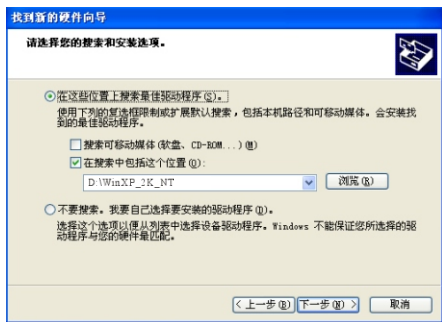 找到新的硬件向导
请选择您的搜索和安装选项。
在这些位置上搜索最佳驱动程序(S)。
使用下列的复选框限制或扩展默认搜索，包括本机路径和可移动媒体。会安装找
到的最佳驱动程序。
搜索可移动媒体(软盘、CD-ROM...)(M)
在搜索中包括这个位置(O):
D:\WinXP_2K_NT
浏览(R)
不要搜索。我要自己选择要安装的驱动程序(D)。
选择这个选项以便从列表中选择设备驱动程序。Windows 不能保证您所选择的驱
动程序与您的硬件最匹配。
< 上一步(B)
下一步(N) >
取消